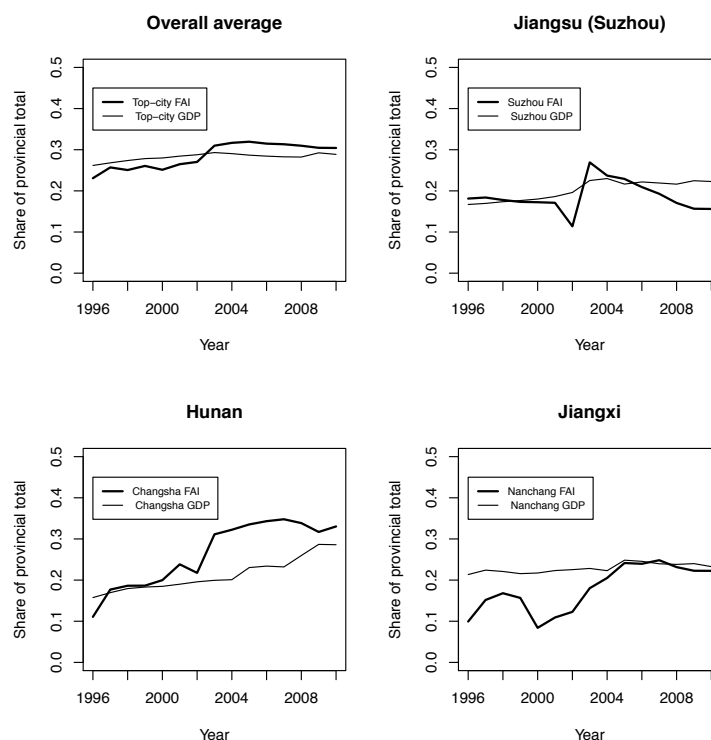 Overall average
Share of provincial total
0.0 0.1 0.2 0.3 0.4 0.5
Top−city FAI
Top−city GDP
1996 2000 2004 2008
Year
Jiangsu (Suzhou)
Share of provincial total
0.0 0.1 0.2 0.3 0.4 0.5
Suzhou FAI
Suzhou GDP
1996 2000 2004 2008
Year
Hunan
Share of provincial total
0.0 0.1 0.2 0.3 0.4 0.5
Changsha FAI
Changsha GDP
1996 2000 2004 2008
Year
Jiangxi
Share of provincial total
0.0 0.1 0.2 0.3 0.4 0.5
Nanchang FAI
Nanchang GDP
1996 2000 2004 2008
Year